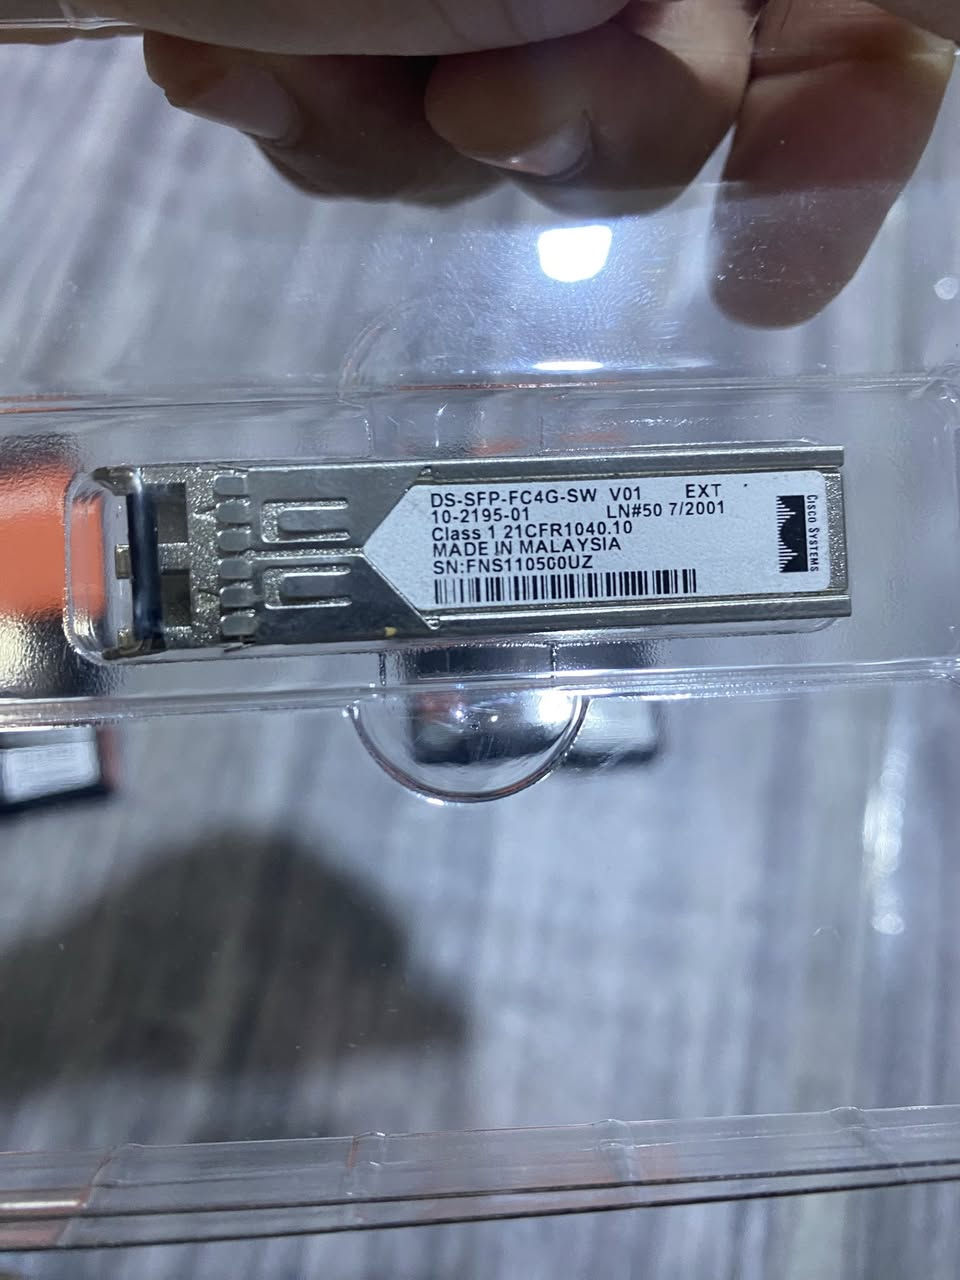 DS-SFP-FC4G-SW V01 EXT
10-2195-01 LN#50 7/2001
Class 1 21CFR1040.10
MADE IN MALAYSIA
SN:FNS110500UZ
CISCO SYSTEMS